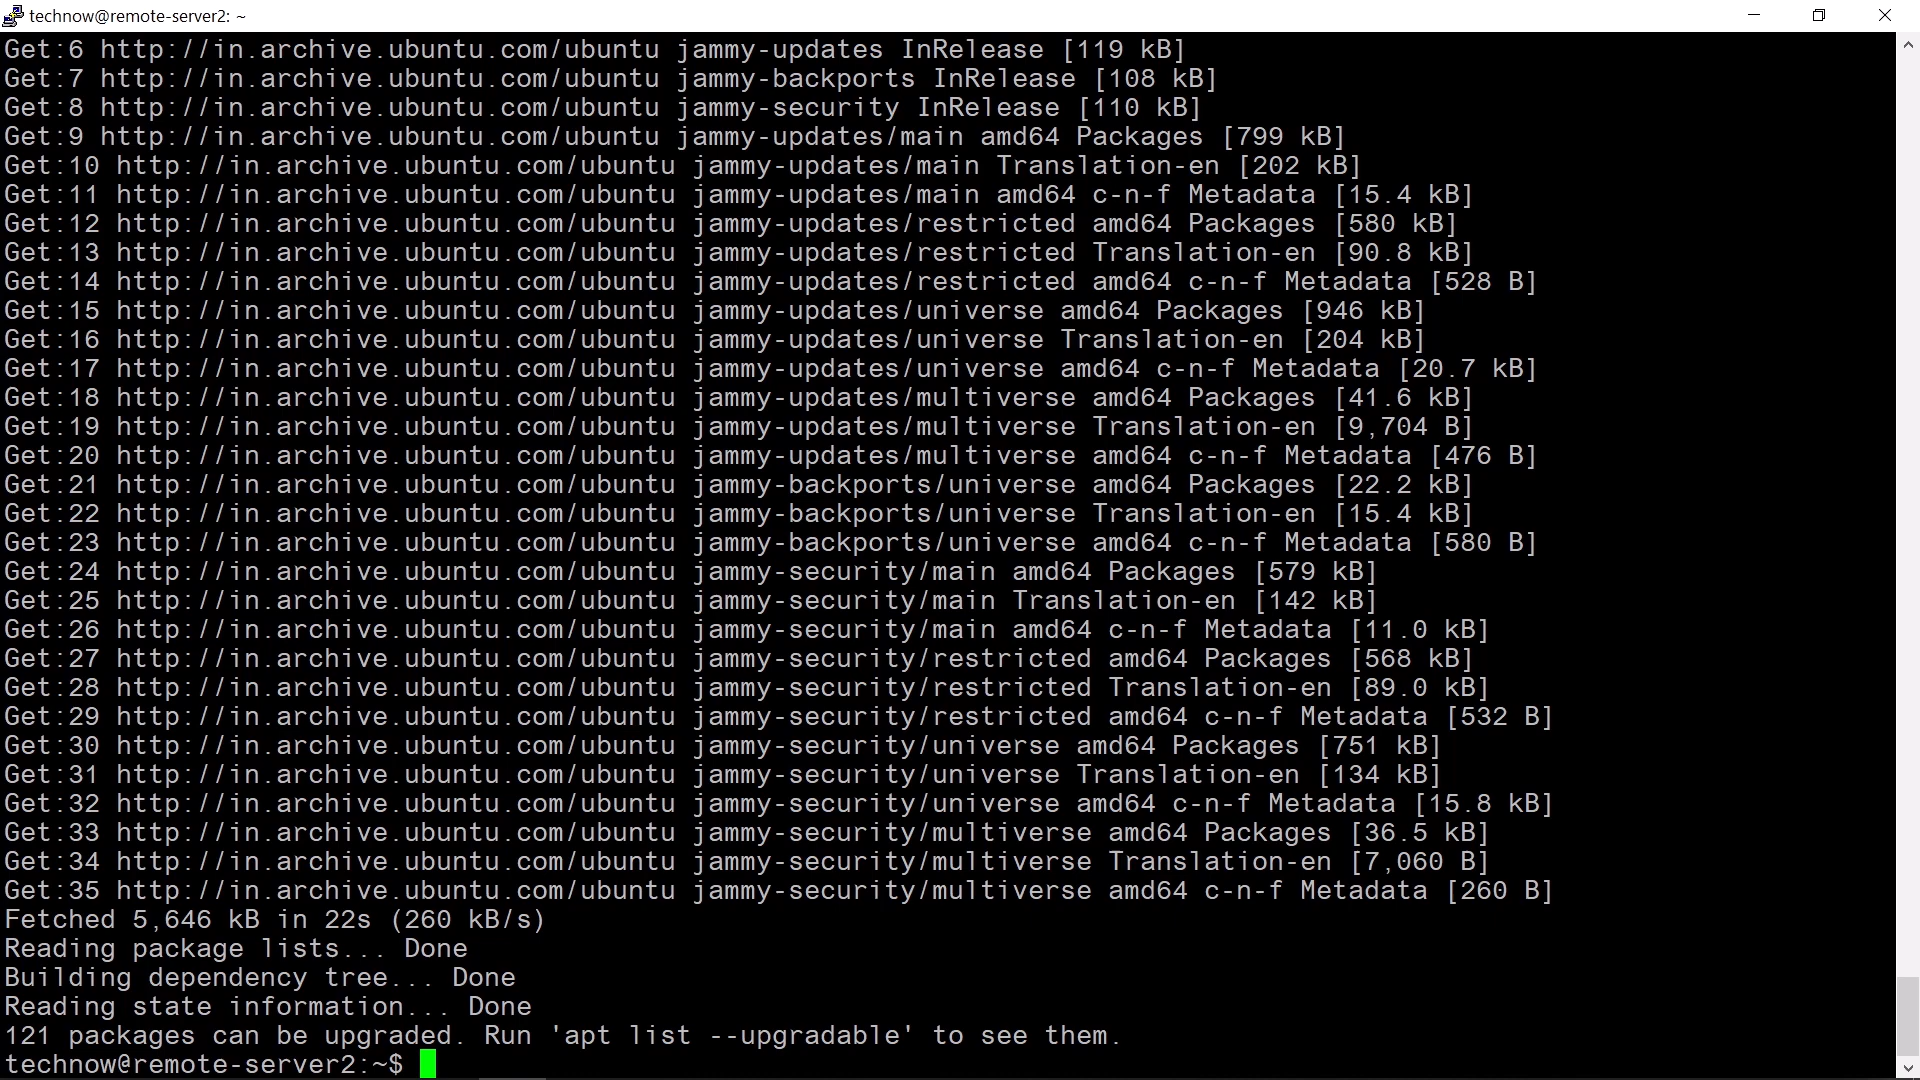 technow@remote-server2: ~
Get:6 http://in.archive.ubuntu.com/ubuntu jammy-updates InRelease [119 kB]
Get:7 http://in.archive.ubuntu.com/ubuntu jammy-backports InRelease [108 kB]
Get:8 http://in.archive.ubuntu.com/ubuntu jammy-security InRelease [110 kB]
Get:9 http://in.archive.ubuntu.com/ubuntu jammy-updates/main amd64 Packages [799 kB]
Get:10 http://in.archive.ubuntu.com/ubuntu jammy-updates/main Translation-en [202 kB]
Get:11 http://in.archive.ubuntu.com/ubuntu jammy-updates/main amd64 c-n-f Metadata [15.4 kB]
Get:12 http://in.archive.ubuntu.com/ubuntu jammy-updates/restricted amd64 Packages [580 kB]
Get:13 http://in.archive.ubuntu.com/ubuntu jammy-updates/restricted Translation-en [90.8 kB]
Get:14 http://in.archive.ubuntu.com/ubuntu jammy-updates/restricted amd64 c-n-f Metadata [528 B]
Get:15 http://in.archive.ubuntu.com/ubuntu jammy-updates/universe amd64 Packages [946 kB]
Get:16 http://in.archive.ubuntu.com/ubuntu jammy-updates/universe Translation-en [204 kB]
Get:17 http://in.archive.ubuntu.com/ubuntu jammy-updates/universe amd64 c-n-f Metadata [20.7 kB]
Get:18 http://in.archive.ubuntu.com/ubuntu jammy-updates/multiverse amd64 Packages [41.6 kB]
Get:19 http://in.archive.ubuntu.com/ubuntu jammy-updates/multiverse Translation-en [9,704 B]
Get:20 http://in.archive.ubuntu.com/ubuntu jammy-updates/multiverse amd64 c-n-f Metadata [476 B]
Get:21 http://in.archive.ubuntu.com/ubuntu jammy-backports/universe amd64 Packages [22.2 kB]
Get:22 http://in.archive.ubuntu.com/ubuntu jammy-backports/universe Translation-en [15.4 kB]
Get:23 http://in.archive.ubuntu.com/ubuntu jammy-backports/universe amd64 c-n-f Metadata [580 B]
Get:24 http://in.archive.ubuntu.com/ubuntu jammy-security/main amd64 Packages [579 kB]
Get:25 http://in.archive.ubuntu.com/ubuntu jammy-security/main Translation-en [142 kB]
Get:26 http://in.archive.ubuntu.com/ubuntu jammy-security/main amd64 c-n-f Metadata [11.0 kB]
Get:27 http://in.archive.ubuntu.com/ubuntu jammy-security/restricted amd64 Packages [568 kB]
Get:28 http://in.archive.ubuntu.com/ubuntu jammy-security/restricted Translation-en [89.0 kB]
Get:29 http://in.archive.ubuntu.com/ubuntu jammy-security/restricted amd64 c-n-f Metadata [532 B]
Get:30 http://in.archive.ubuntu.com/ubuntu jammy-security/universe amd64 Packages [751 kB]
Get:31 http://in.archive.ubuntu.com/ubuntu jammy-security/universe Translation-en [134 kB]
Get:32 http://in.archive.ubuntu.com/ubuntu jammy-security/universe amd64 c-n-f Metadata [15.8 kB]
Get:33 http://in.archive.ubuntu.com/ubuntu jammy-security/multiverse amd64 Packages [36.5 kB]
Get:34 http://in.archive.ubuntu.com/ubuntu jammy-security/multiverse Translation-en [7,060 B]
Get:35 http://in.archive.ubuntu.com/ubuntu jammy-security/multiverse amd64 c-n-f Metadata [260 B]
Fetched 5,646 kB in 22s (260 kB/s)
Reading package lists... Done
Building dependency tree... Done
Reading state information... Done
121 packages can be upgraded. Run 'apt list --upgradable' to see them.
technow@remote-server2:~$